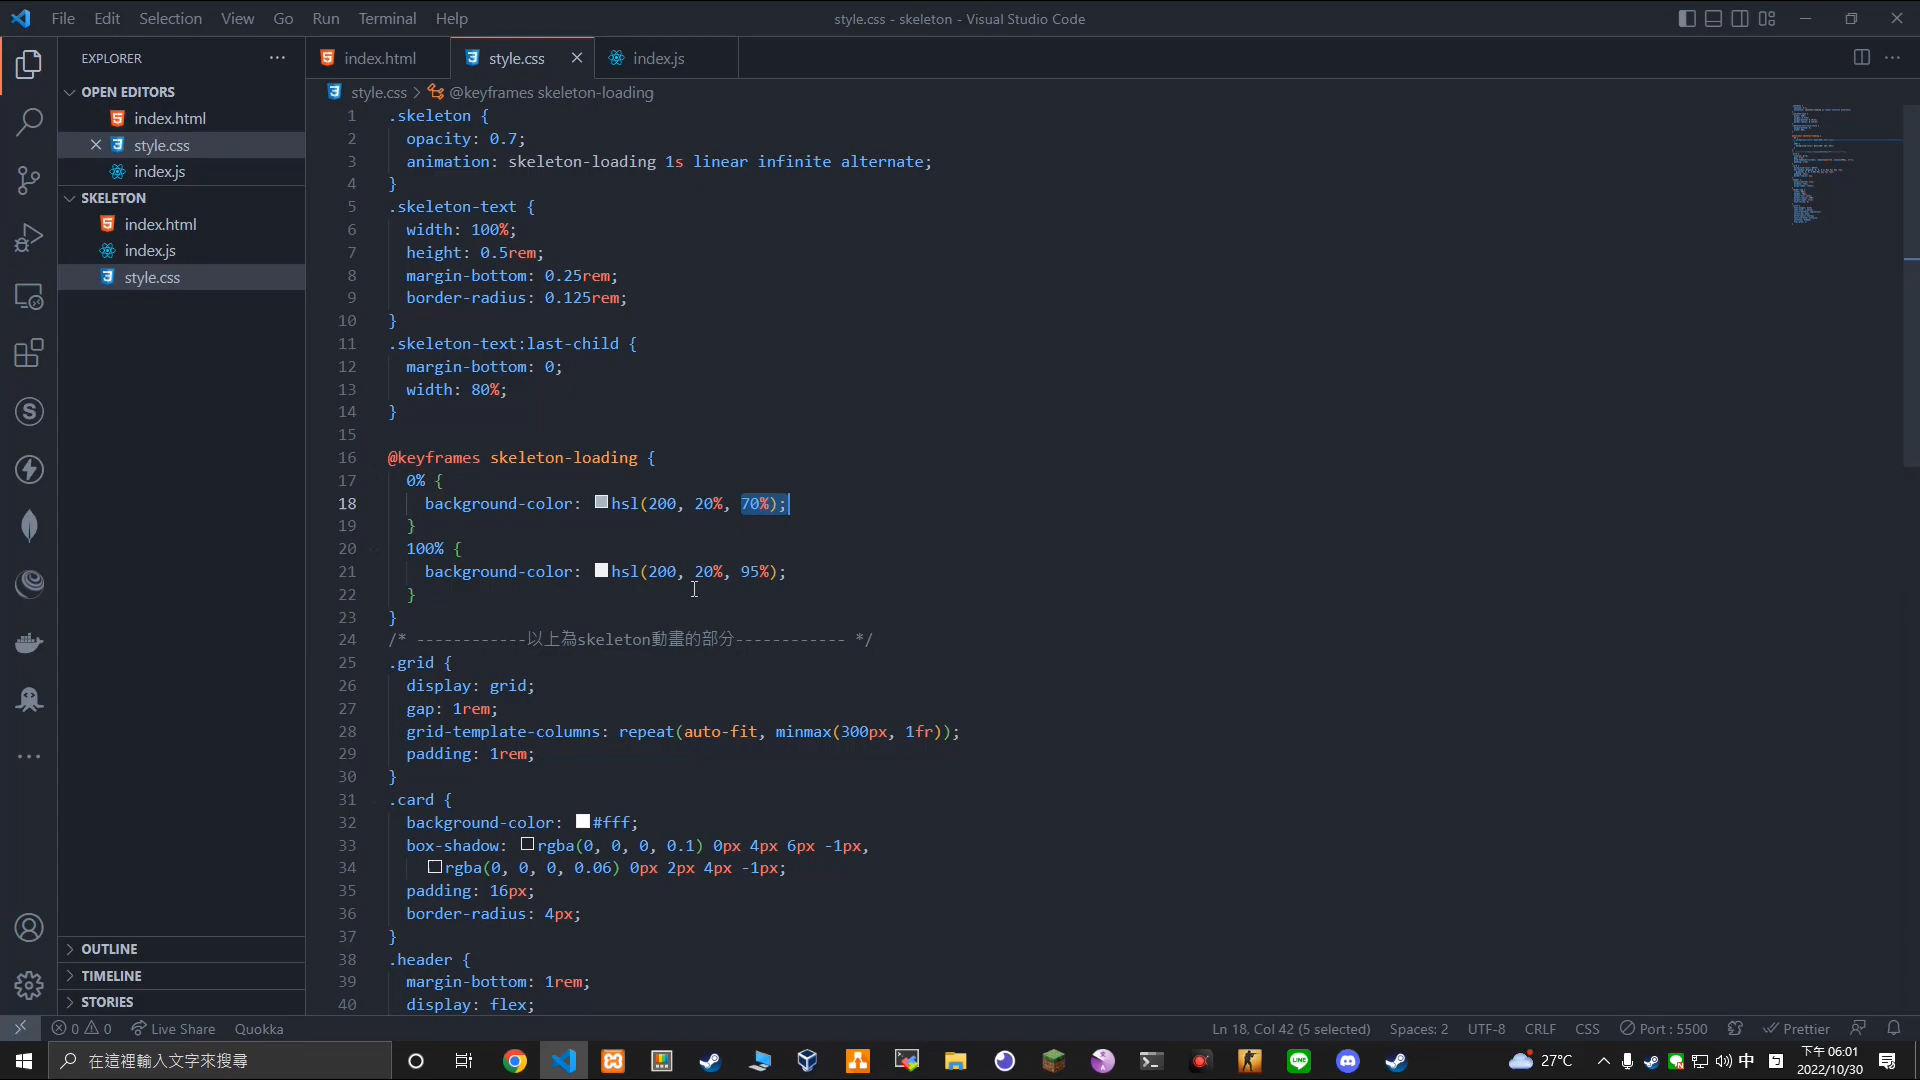 File Edit Selection View Go Run Terminal Help
style.css - skeleton - Visual Studio Code
EXPLORER
OPEN EDITORS
index.html
style.css
index.js
SKELETON
index.html
index.js
style.css
OUTLINE
TIMELINE
STORIES
index.html
style.css
index.js
style.css > @keyframes skeleton-loading
1 .skeleton {
2 opacity: 0.7;
3 animation: skeleton-loading 1s linear infinite alternate;
4 }
5 .skeleton-text {
6 width: 100%;
7 height: 0.5rem;
8 margin-bottom: 0.25rem;
9 border-radius: 0.125rem;
10 }
11 .skeleton-text:last-child {
12 margin-bottom: 0;
13 width: 80%;
14 }
15
16 @keyframes skeleton-loading {
17 0% {
18 background-color: hsl(200, 20%, 70%);
19 }
20 100% {
21 background-color: hsl(200, 20%, 95%);
22 }
23 }
24 /* ------------以上為skeleton動畫的部分------------ */
25 .grid {
26 display: grid;
27 gap: 1rem;
28 grid-template-columns: repeat(auto-fit, minmax(300px, 1fr));
29 padding: 1rem;
30 }
31 .card {
32 background-color: #fff;
33 box-shadow: rgba(0, 0, 0, 0.1) 0px 4px 6px -1px,
34 rgba(0, 0, 0, 0.06) 0px 2px 4px -1px;
35 padding: 16px;
36 border-radius: 4px;
37 }
38 .header {
39 margin-bottom: 1rem;
40 display: flex;
0 0 Live Share Quokka
Ln 18, Col 42 (5 selected) Spaces: 2 UTF-8 CRLF CSS Port : 5500 Prettier
在這裡輸入文字來搜尋
27°C
中
下午 06:01
2022/10/30